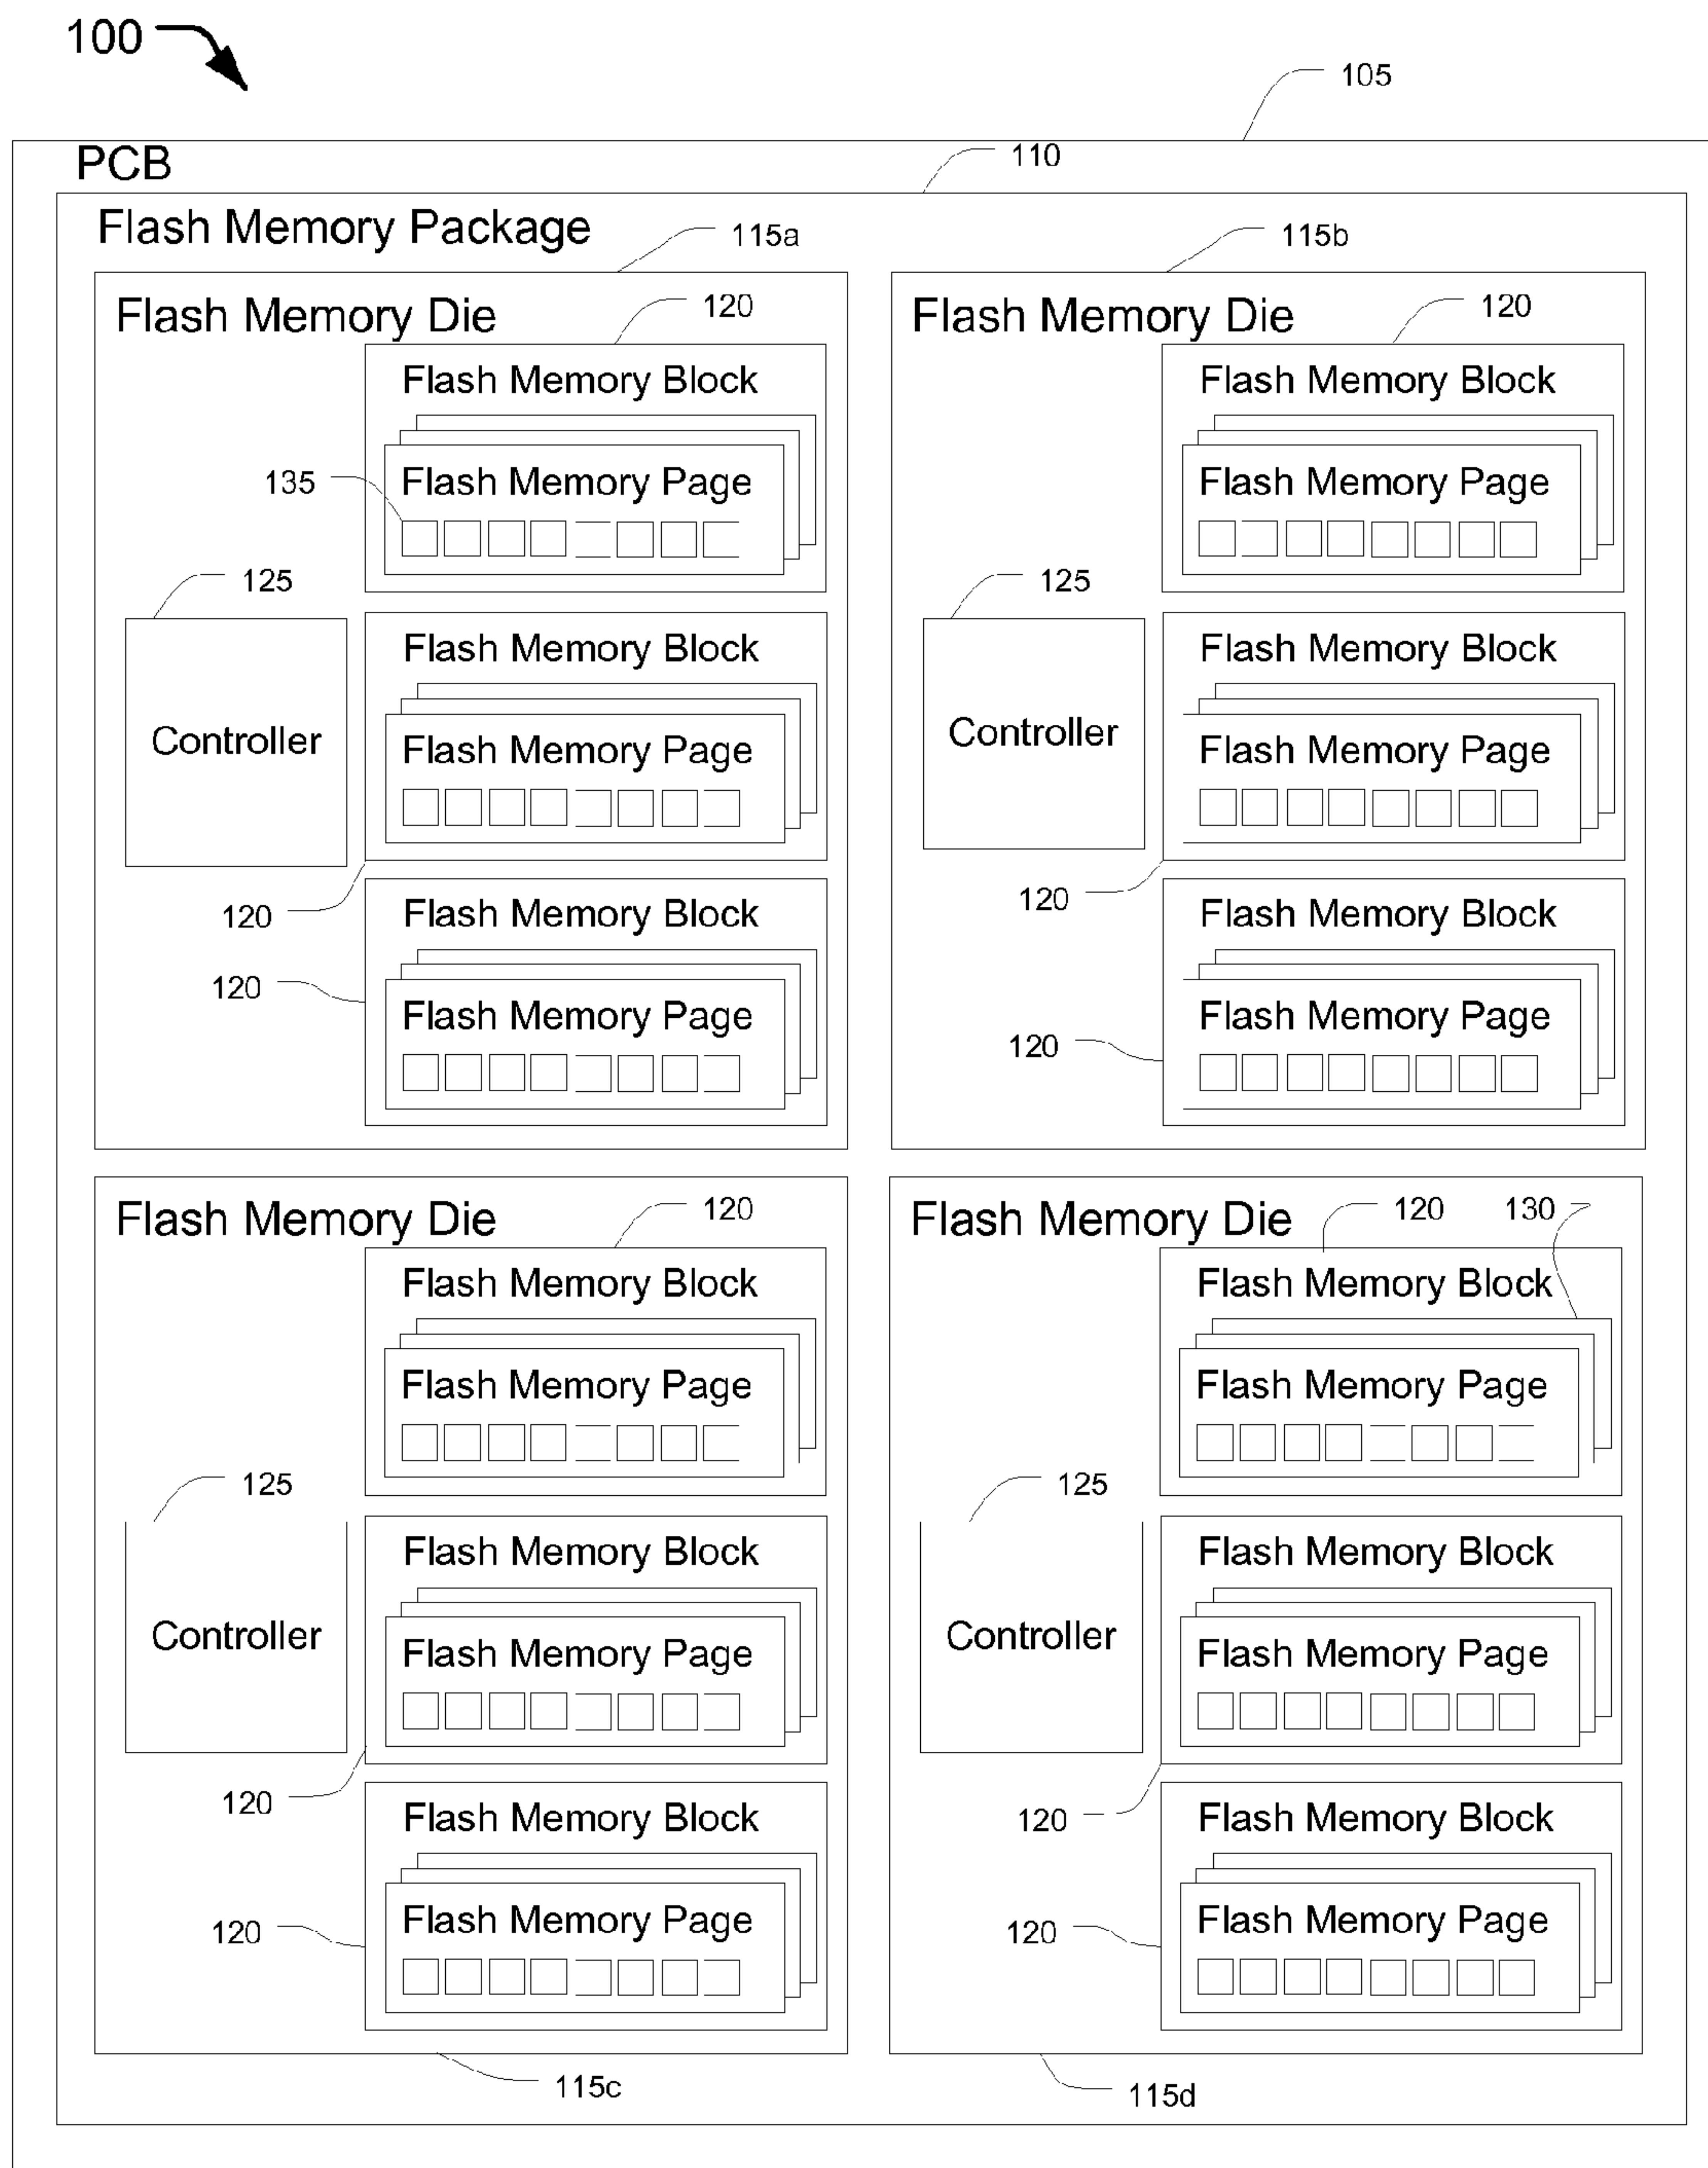 100
105
PCB
110
Flash Memory Package
115a
115b
Flash Memory Die
120
Flash Memory Block
Flash Memory Page
135
125
Controller
Flash Memory Block
Flash Memory Page
120
Flash Memory Block
120
Flash Memory Page
Flash Memory Die
120
Flash Memory Block
Flash Memory Page
125
Controller
Flash Memory Block
Flash Memory Page
120
Flash Memory Block
Flash Memory Page
120
Flash Memory Die
120
Flash Memory Block
Flash Memory Page
125
Controller
Flash Memory Block
Flash Memory Page
120
Flash Memory Block
Flash Memory Page
120
115c
Flash Memory Die
120
130
Flash Memory Block
Flash Memory Page
125
Controller
Flash Memory Block
Flash Memory Page
120
Flash Memory Block
Flash Memory Page
120
115d